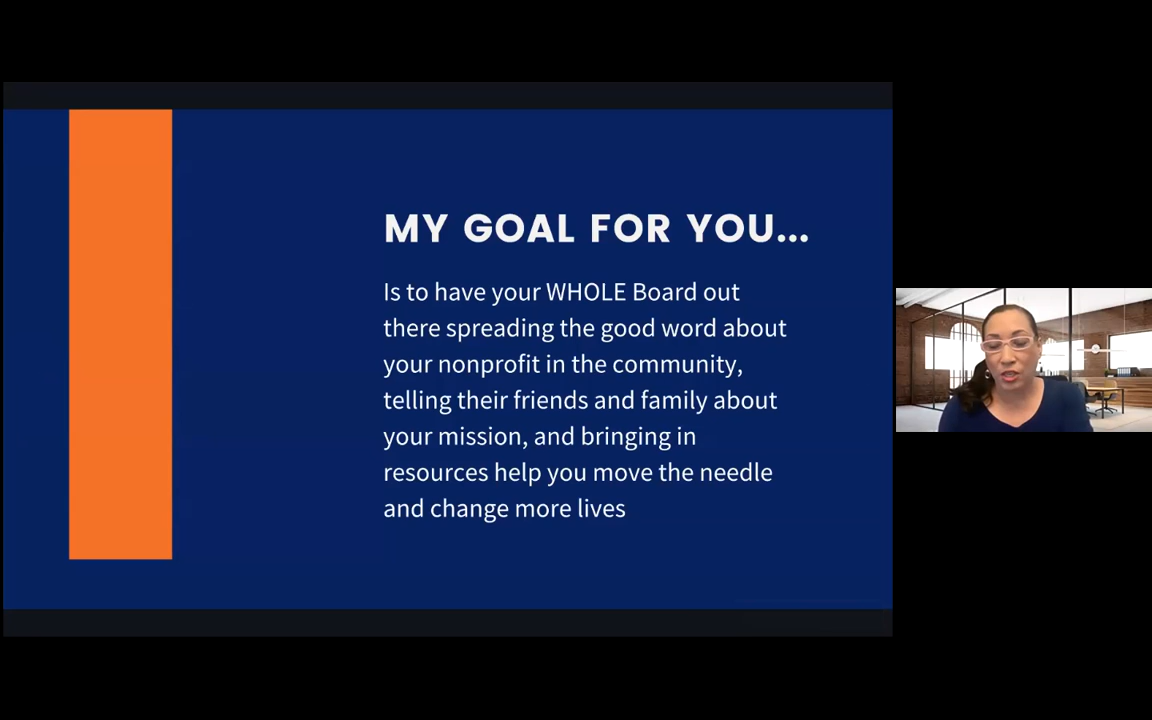 MY GOAL FOR YOU...
Is to have your WHOLE Board out
there spreading the good word about
your nonprofit in the community,
telling their friends and family about
your mission, and bringing in
resources help you move the needle
and change more lives